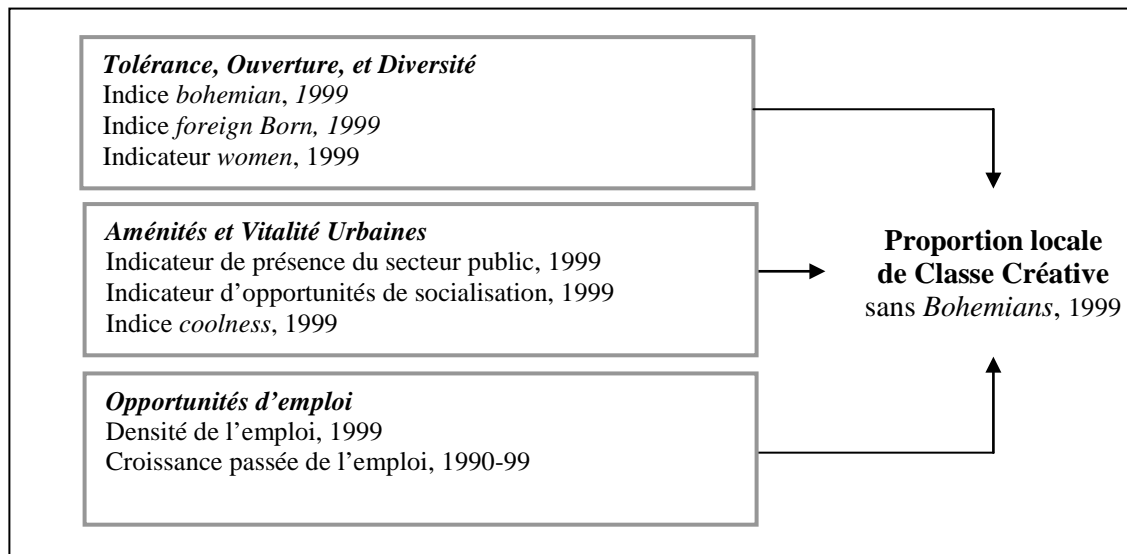 Tolérance, Ouverture, et Diversité
Indice bohemian, 1999
Indice foreign Born, 1999
Indicateur women, 1999
Aménités et Vitalité Urbaines
Indicateur de présence du secteur public, 1999
Indicateur d’opportunités de socialisation, 1999
Indice coolness, 1999
Opportunités d’emploi
Densité de l’emploi, 1999
Croissance passée de l’emploi, 1990-99
Proportion locale
de Classe Créative
sans Bohemians, 1999